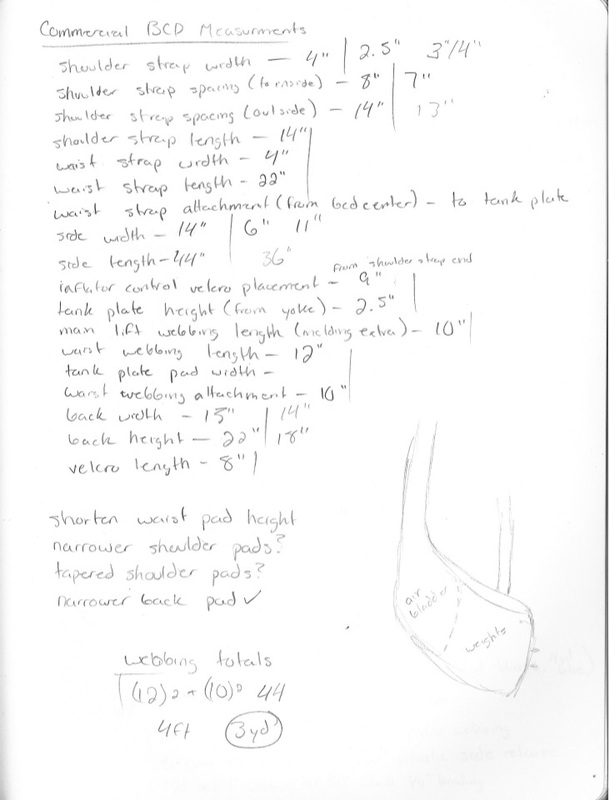 Commercial BCD Measurments
shoulder strap width — 4" | 2.5" 3"/4"
shoulder strap spacing (to inside) — 8" | 7"
shoulder strap spacing (outside) — 14" | 13"
shoulder strap length — 14" |
waist strap width — 4"
waist strap length — 22"
waist strap attachment (from bcd center) — to tank plate
side width — 14" | 6" 11"
side length — 44" 36"
from shoulder strap end
inflator control velcro placement — 9"
tank plate height (from yoke) — 2.5" |
main lift webbing length (including extra) — 10" |
waist webbing length — 12"
tank plate pad width —
waist webbing attachment — 10"
back width — 15" | 14"
back height — 22" | 18"
velcro length — 8" |
shorten waist pad height
narrower shoulder pads?
tapered shoulder pads?
narrower back pad ✓
air bladder
weights
webbing totals
(12)2 + (10)2 44
4ft 3yd